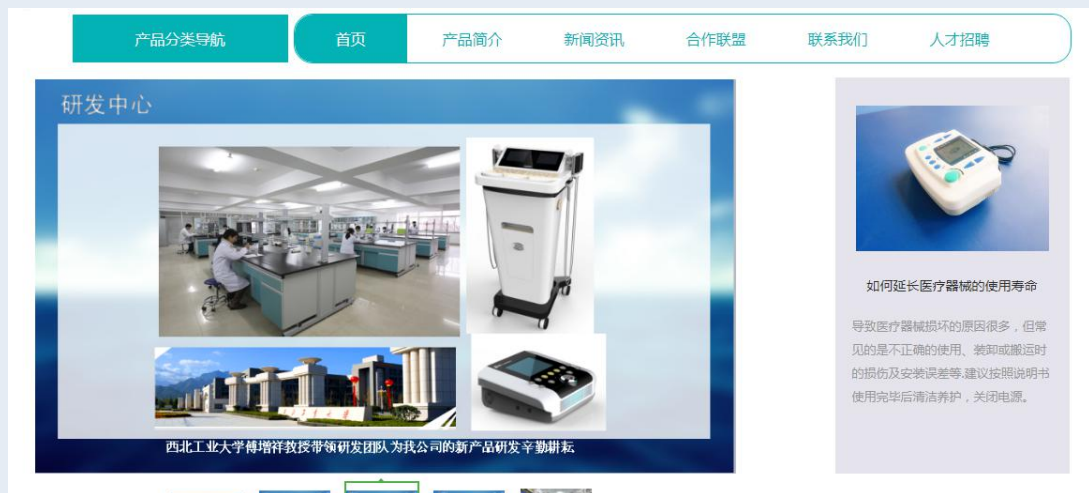 产品分类导航 首页 产品简介 新闻资讯 合作联盟 联系我们 人才招聘
研发中心
西北工业大学傅增祥教授带领研发团队为我公司的新产品研发辛勤耕耘
如何延长医疗器械的使用寿命
导致医疗器械损坏的原因很多，但常
见的是不正确的使用、装卸或搬运时
的损伤及安装误差等.建议按照说明书
使用完毕后清洁养护，关闭电源。